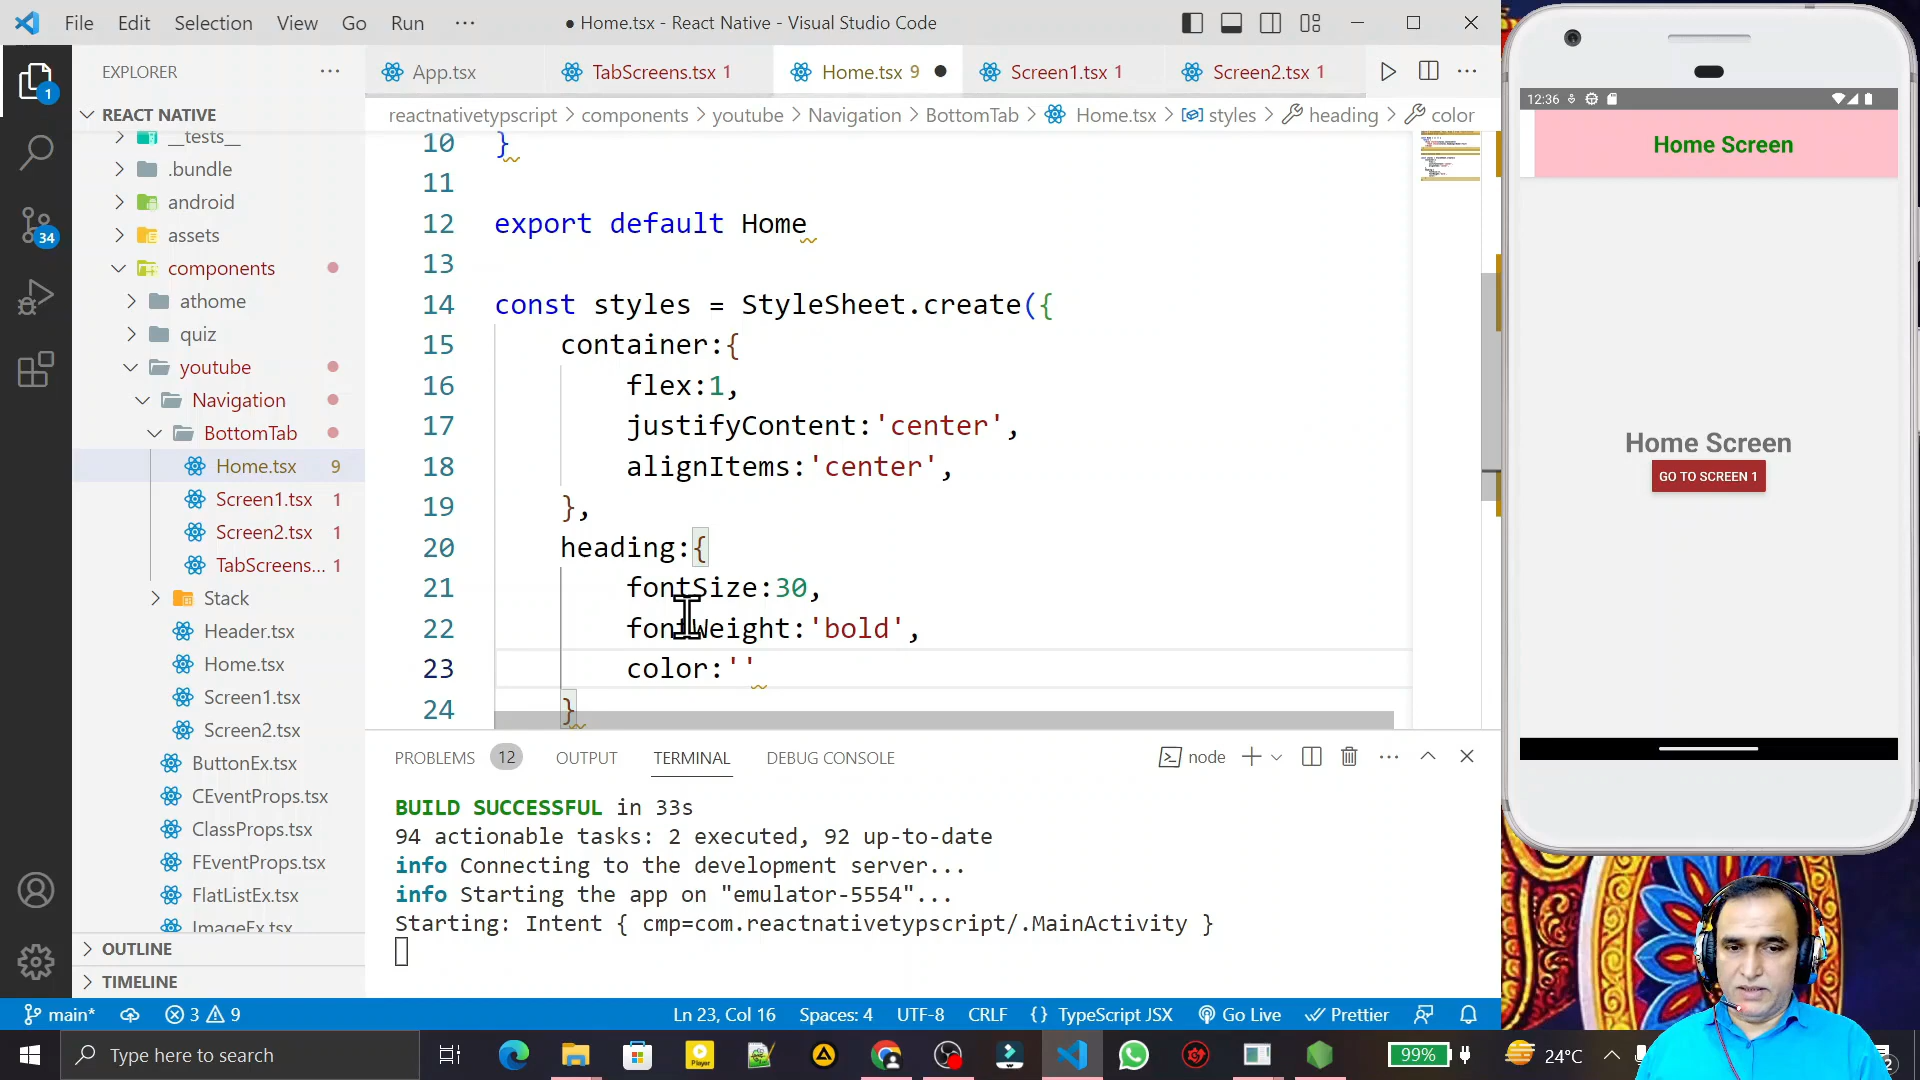 File Edit Selection View Go Run ···
● Home.tsx - React Native - Visual Studio Code
EXPLORER
REACT NATIVE
__tests__
.bundle
android
assets
components
athome
quiz
youtube
Navigation
BottomTab
Home.tsx 9
Screen1.tsx 1
Screen2.tsx 1
TabScreens... 1
Stack
Header.tsx
Home.tsx
Screen1.tsx
Screen2.tsx
ButtonEx.tsx
CEventProps.tsx
ClassProps.tsx
FEventProps.tsx
FlatListEx.tsx
ImageEx.tsx
OUTLINE
TIMELINE
1
34
App.tsx
TabScreens.tsx 1
Home.tsx 9 ●
Screen1.tsx 1
Screen2.tsx 1
reactnativetypscript > components > youtube > Navigation > BottomTab > Home.tsx > styles > heading > color
10 }
11
12 export default Home
13
14 const styles = StyleSheet.create({
15 container:{
16 flex:1,
17 justifyContent:'center',
18 alignItems:'center',
19 },
20 heading:{
21 fontSize:30,
22 fontWeight:'bold',
23 color:''
24 }
PROBLEMS 12 OUTPUT TERMINAL DEBUG CONSOLE
node
BUILD SUCCESSFUL in 33s
94 actionable tasks: 2 executed, 92 up-to-date
info Connecting to the development server...
info Starting the app on "emulator-5554"...
Starting: Intent { cmp=com.reactnativetypscript/.MainActivity }
main* 3 9
Ln 23, Col 16 Spaces: 4 UTF-8 CRLF {} TypeScript JSX Go Live Prettier
Type here to search
Player
99%
24°C
12:36
Home Screen
Home Screen
GO TO SCREEN 1